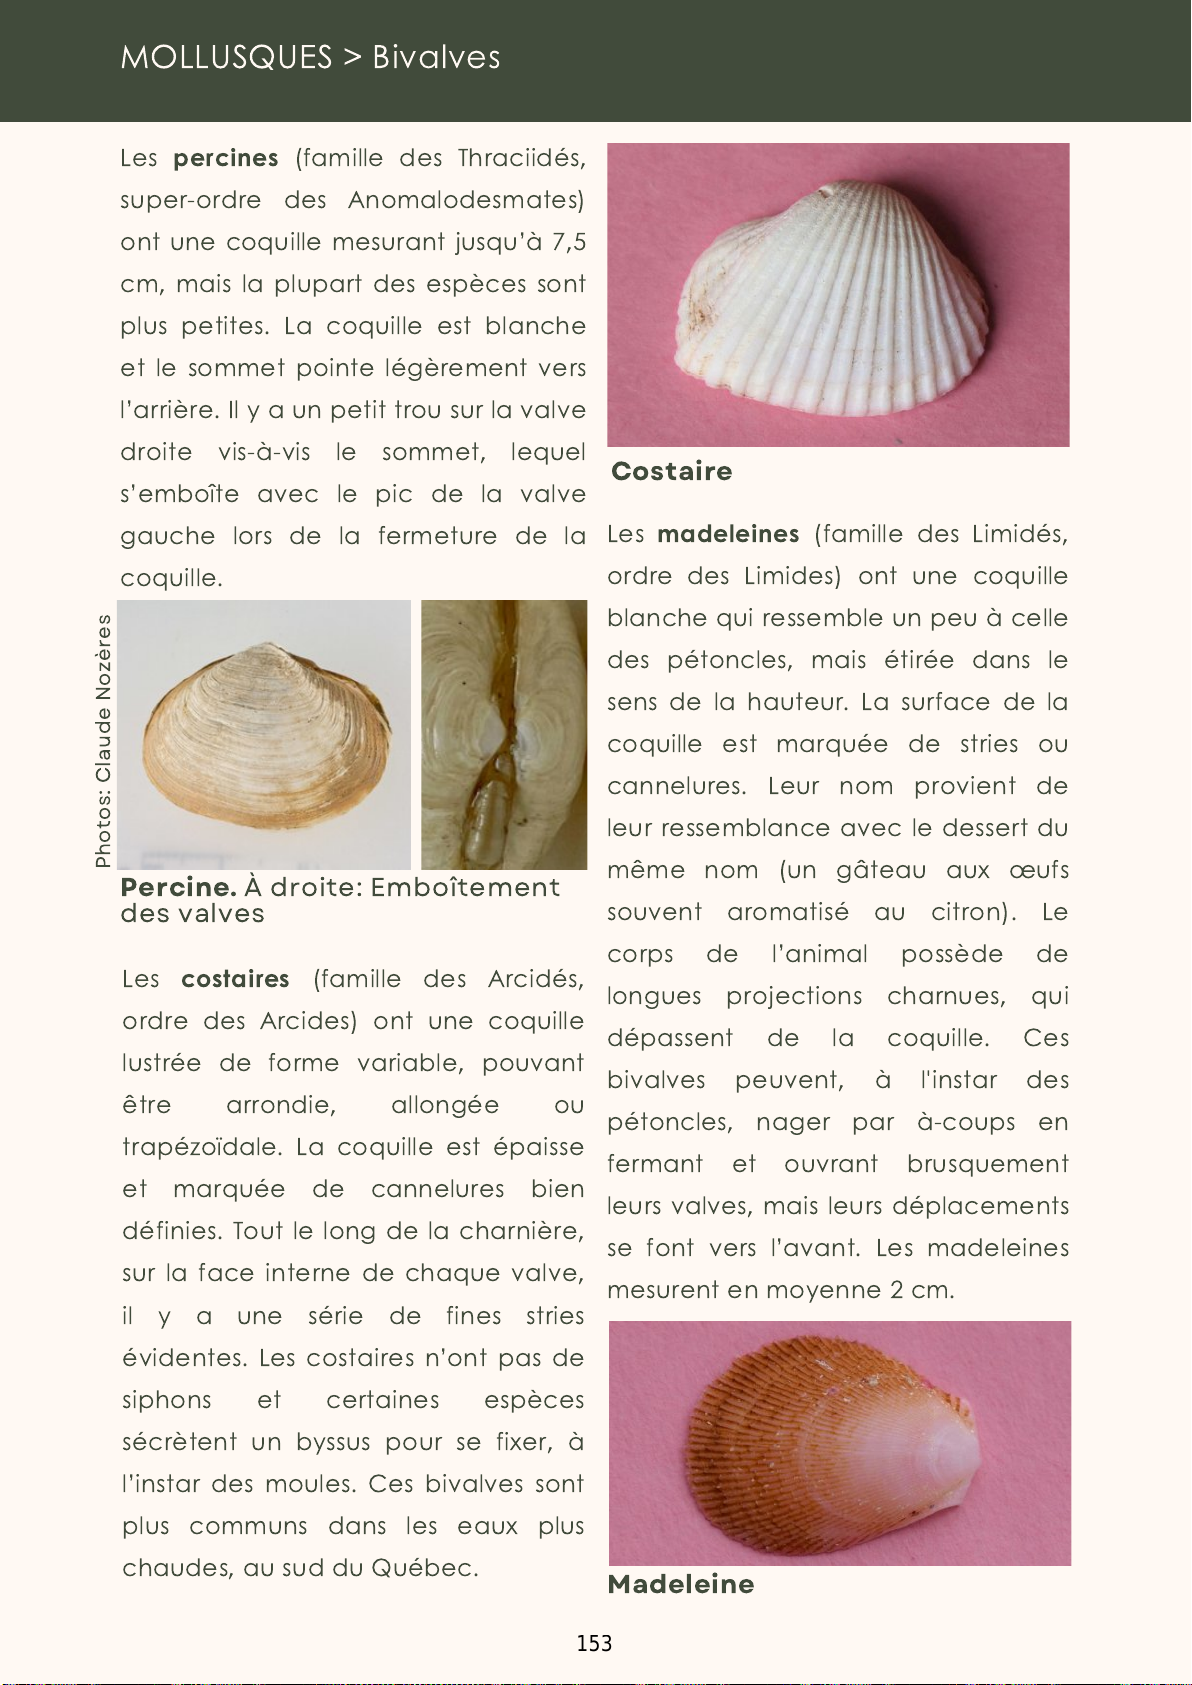 MOLLUSQUES > Bivalves
Les percines (famille des Thraciidés,
super-ordre des Anomalodesmates)
ont une coquille mesurant jusqu’à 7,5
cm, mais la plupart des espèces sont
plus petites. La coquille est blanche
et le sommet pointe légèrement vers
l’arrière. Il y a un petit trou sur la valve
droite vis-à-vis le sommet, lequel
s’emboîte avec le pic de la valve
gauche lors de la fermeture de la
coquille.
Photos: Claude Nozères
Percine. À droite: Emboîtement
des valves
Les costaires (famille des Arcidés,
ordre des Arcides) ont une coquille
lustrée de forme variable, pouvant
être arrondie, allongée ou
trapézoïdale. La coquille est épaisse
et marquée de cannelures bien
définies. Tout le long de la charnière,
sur la face interne de chaque valve,
il y a une série de fines stries
évidentes. Les costaires n’ont pas de
siphons et certaines espèces
sécrètent un byssus pour se fixer, à
l’instar des moules. Ces bivalves sont
plus communs dans les eaux plus
chaudes, au sud du Québec.
Costaire
Les madeleines (famille des Limidés,
ordre des Limides) ont une coquille
blanche qui ressemble un peu à celle
des pétoncles, mais étirée dans le
sens de la hauteur. La surface de la
coquille est marquée de stries ou
cannelures. Leur nom provient de
leur ressemblance avec le dessert du
même nom (un gâteau aux œufs
souvent aromatisé au citron). Le
corps de l’animal possède de
longues projections charnues, qui
dépassent de la coquille. Ces
bivalves peuvent, à l'instar des
pétoncles, nager par à-coups en
fermant et ouvrant brusquement
leurs valves, mais leurs déplacements
se font vers l’avant. Les madeleines
mesurent en moyenne 2 cm.
Madeleine
153